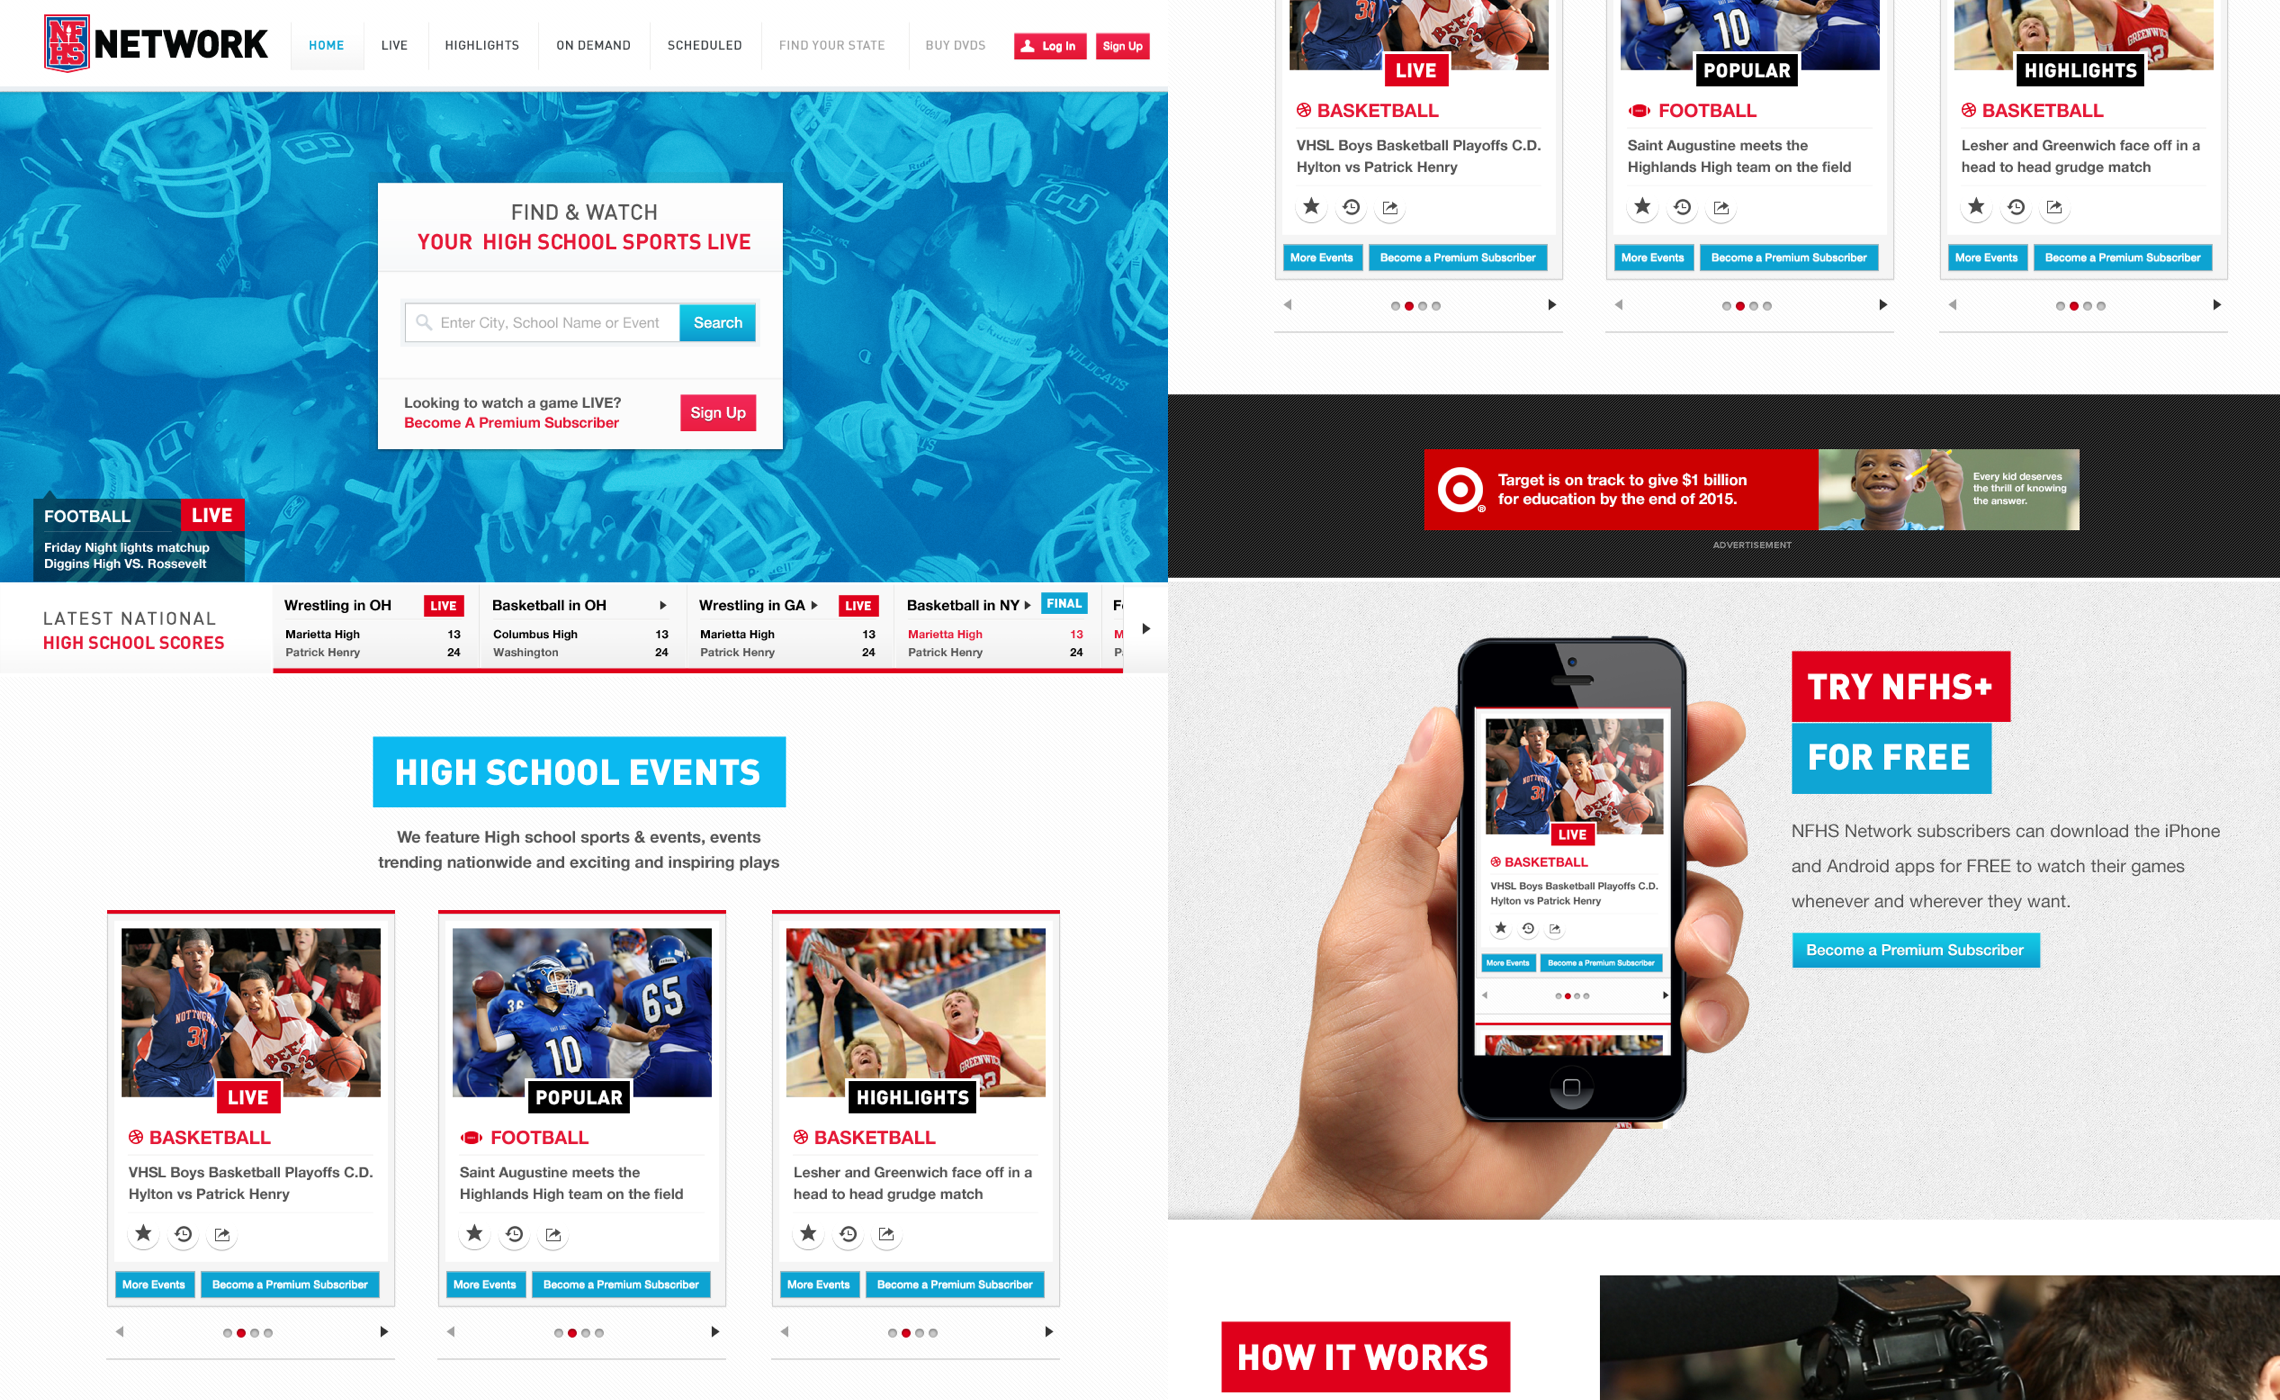 NFHS NETWORK
HOME LIVE HIGHLIGHTS ON DEMAND SCHEDULED FIND YOUR STATE BUY DVDS Log In Sign Up
FIND & WATCH
YOUR HIGH SCHOOL SPORTS LIVE
Enter City, School Name or Event Search
Looking to watch a game LIVE?
Become A Premium Subscriber
Sign Up
WILDCATS
FOOTBALL LIVE
Friday Night lights matchup
Diggins High VS. Rossevelt
LATEST NATIONAL
HIGH SCHOOL SCORES
Wrestling in OH LIVE
Marietta High 13
Patrick Henry 24
Basketball in OH
Columbus High 13
Washington 24
Wrestling in GA LIVE
Marietta High 13
Patrick Henry 24
Basketball in NY FINAL
Marietta High 13
Patrick Henry 24
HIGH SCHOOL EVENTS
We feature High school sports & events, events
trending nationwide and exciting and inspiring plays
31
LIVE
BASKETBALL
VHSL Boys Basketball Playoffs C.D.
Hylton vs Patrick Henry
More Events Become a Premium Subscriber
36
65
10
POPULAR
FOOTBALL
Saint Augustine meets the
Highlands High team on the field
More Events Become a Premium Subscriber
GREENWICH
HIGHLIGHTS
BASKETBALL
Lesher and Greenwich face off in a
head to head grudge match
More Events Become a Premium Subscriber
LIVE
BASKETBALL
VHSL Boys Basketball Playoffs C.D.
Hylton vs Patrick Henry
More Events Become a Premium Subscriber
10
POPULAR
FOOTBALL
Saint Augustine meets the
Highlands High team on the field
More Events Become a Premium Subscriber
HIGHLIGHTS
BASKETBALL
Lesher and Greenwich face off in a
head to head grudge match
More Events Become a Premium Subscriber
Target is on track to give $1 billion
for education by the end of 2015.
Every kid deserves
the thrill of knowing
the answer.
ADVERTISEMENT
LIVE
BASKETBALL
VHSL Boys Basketball Playoffs C.D.
Hylton vs Patrick Henry
More Events Become a Premium Subscriber
TRY NFHS+
FOR FREE
NFHS Network subscribers can download the iPhone
and Android apps for FREE to watch their games
whenever and wherever they want.
Become a Premium Subscriber
HOW IT WORKS